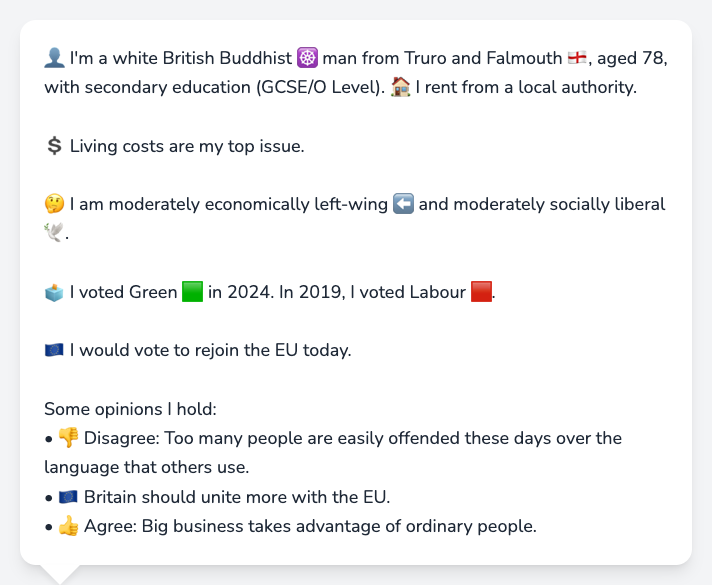 👤 I'm a white British Buddhist ☸️ man from Truro and Falmouth 🏴󠁧󠁢󠁥󠁮󠁧󠁿, aged 78,
with secondary education (GCSE/O Level). 🏠 I rent from a local authority.
💲 Living costs are my top issue.
🤔 I am moderately economically left-wing ⬅️ and moderately socially liberal
🕊️.
🗳️ I voted Green 🟩 in 2024. In 2019, I voted Labour 🟥.
🇪🇺 I would vote to rejoin the EU today.
Some opinions I hold:
• 👎 Disagree: Too many people are easily offended these days over the
language that others use.
• 🇪🇺 Britain should unite more with the EU.
• 👍 Agree: Big business takes advantage of ordinary people.